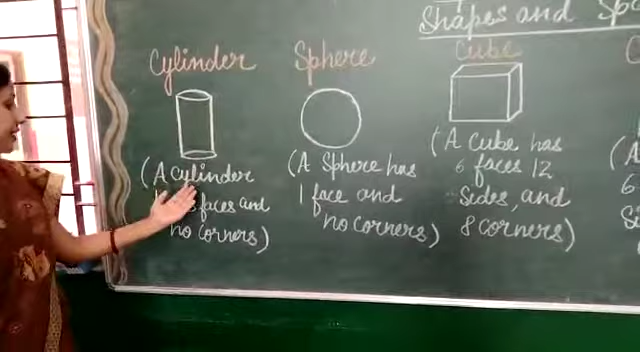 Shapes and
Cylinder
(A cylinder
faces and
no corners)
Sphere
(A sphere has
1 face and
no corners)
Cube
(A cube has
6 faces 12
sides, and
8 corners)
(A
6